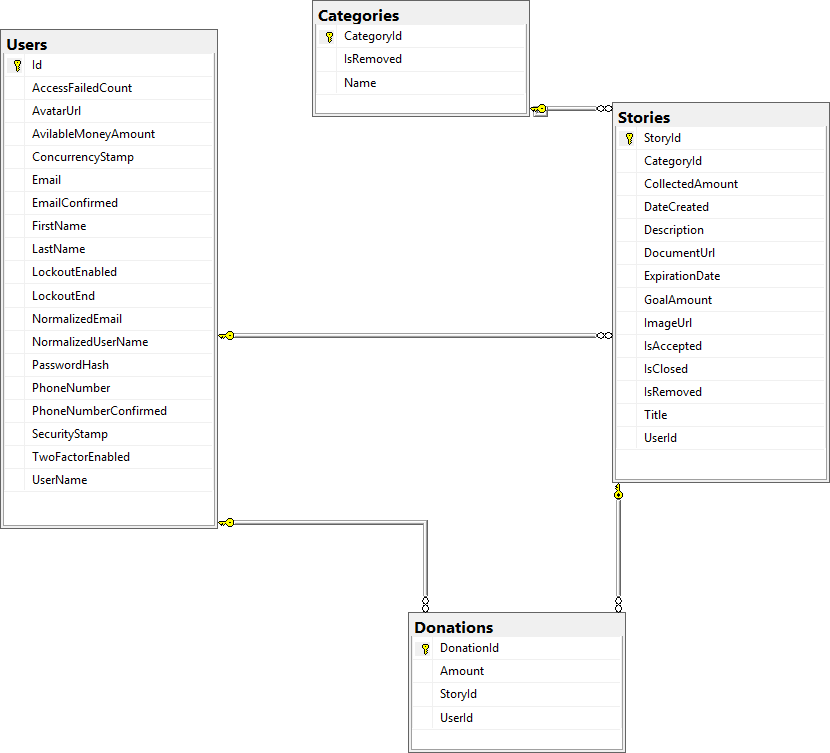 Users
Id
AccessFailedCount
AvatarUrl
AvilableMoneyAmount
ConcurrencyStamp
Email
EmailConfirmed
FirstName
LastName
LockoutEnabled
LockoutEnd
NormalizedEmail
NormalizedUserName
PasswordHash
PhoneNumber
PhoneNumberConfirmed
SecurityStamp
TwoFactorEnabled
UserName
Categories
CategoryId
IsRemoved
Name
Stories
StoryId
CategoryId
CollectedAmount
DateCreated
Description
DocumentUrl
ExpirationDate
GoalAmount
ImageUrl
IsAccepted
IsClosed
IsRemoved
Title
UserId
Donations
DonationId
Amount
StoryId
UserId